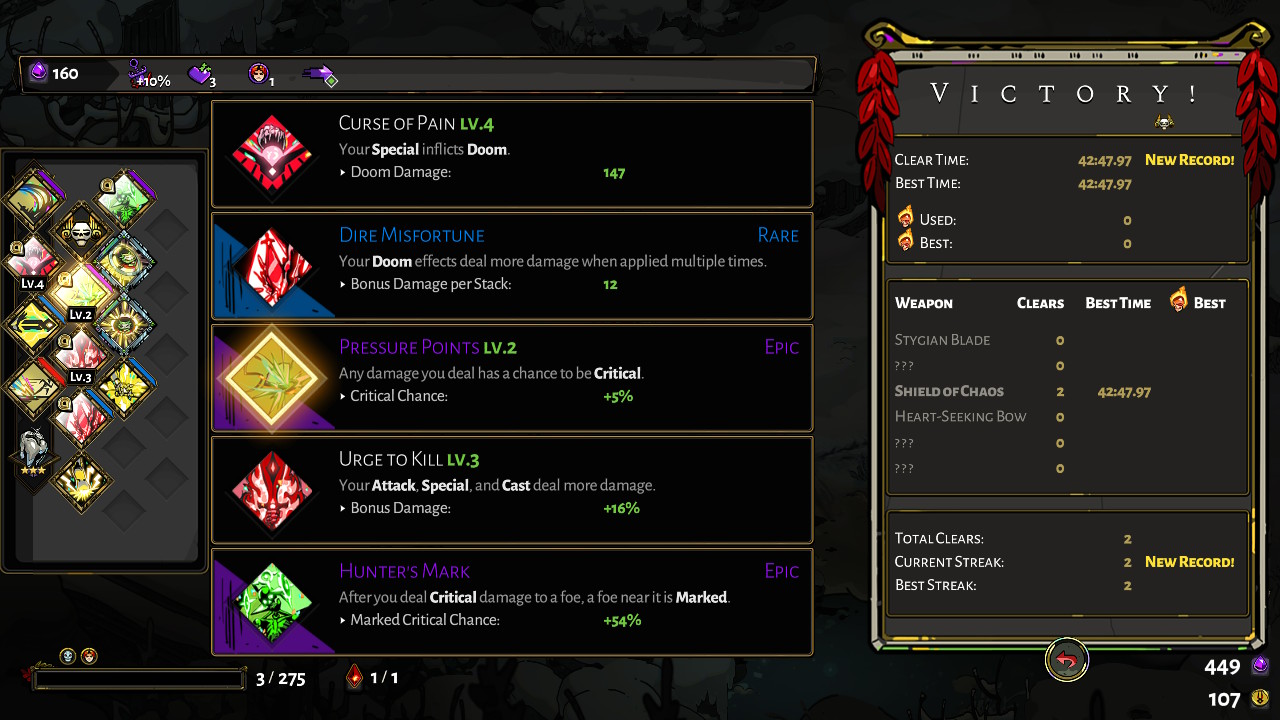 160
+10%
3
1
CURSE OF PAIN LV.4
Your Special inflicts Doom.
Doom Damage: 147
DIRE MISFORTUNE RARE
Your Doom effects deal more damage when applied multiple times.
Bonus Damage per Stack: 12
PRESSURE POINTS LV.2 EPIC
Any damage you deal has a chance to be Critical.
Critical Chance: +5%
URGE TO KILL LV.3
Your Attack, Special, and Cast deal more damage.
Bonus Damage: +16%
HUNTER'S MARK EPIC
After you deal Critical damage to a foe, a foe near it is Marked.
Marked Critical Chance: +54%
Lv.4
Lv.2
Lv.3
3 / 275
1 / 1
VICTORY!
CLEAR TIME: 42:47.97 NEW RECORD!
BEST TIME: 42:47.97
USED: 0
BEST: 0
WEAPON CLEARS BEST TIME BEST
STYGIAN BLADE 0
??? 0
SHIELD OF CHAOS 2 42:47.97
HEART-SEEKING BOW 0
??? 0
??? 0
TOTAL CLEARS: 2
CURRENT STREAK: 2 NEW RECORD!
BEST STREAK: 2
449
107